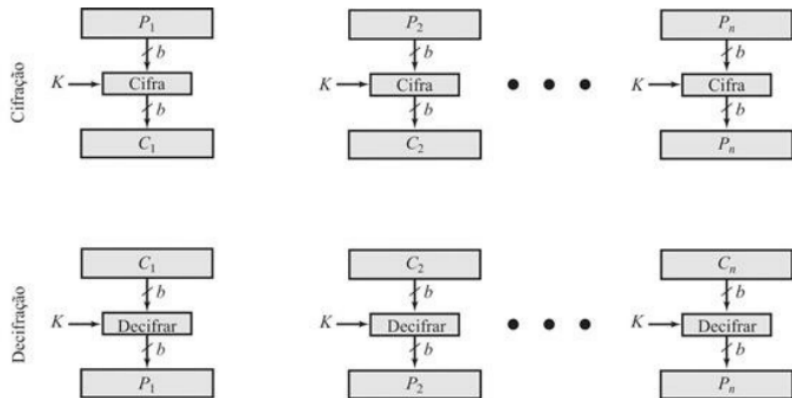 Cifração
P₁ P₂ Pₙ
b b b
K Cifra K Cifra K Cifra
b b b
C₁ C₂ Pₙ
Decifração
C₁ C₂ Cₙ
b b b
K Decifrar K Decifrar K Decifrar
b b b
P₁ P₂ Pₙ